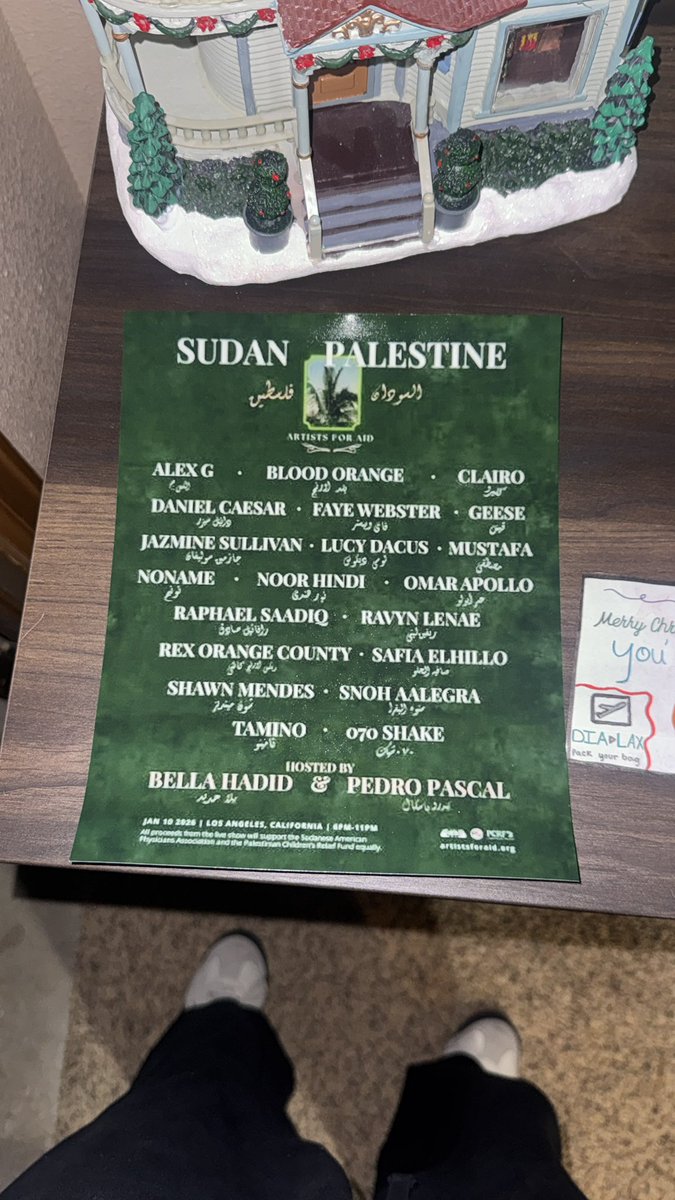 SUDAN PALESTINE
فلسطين السودان
ARTISTS FOR AID
ALEX G · BLOOD ORANGE · CLAIRO
DANIEL CAESAR · FAYE WEBSTER · GEESE
JAZMINE SULLIVAN · LUCY DACUS · MUSTAFA
مصطفى
NONAME · NOOR HINDI · OMAR APOLLO
RAPHAEL SAADIQ · RAVYN LENAE
REX ORANGE COUNTY · SAFIA ELHILLO
SHAWN MENDES · SNOH AALEGRA
TAMINO · 070 SHAKE
HOSTED BY
BELLA HADID & PEDRO PASCAL
بيلا حديد
JAN 10 2026 | LOS ANGELES, CALIFORNIA | 6PM-11PM
All proceeds from the live show will support the Sudanese American
Physicians Association and the Palestinian Children's Relief Fund equally.
PCRF
artistsforaid.org
Merry Chr
you'
DIA▸LAX
Pack your bag